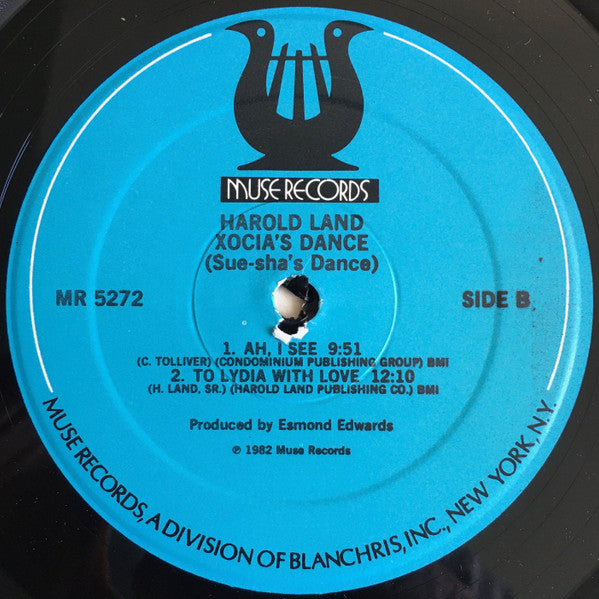 MUSE RECORDS
HAROLD LAND
XOCIA'S DANCE
(Sue-sha's Dance)
MR 5272
SIDE B
1. AH, I SEE 9:51
(C. TOLLIVER) (CONDOMINIUM PUBLISHING GROUP) BMI
2. TO LYDIA WITH LOVE 12:10
(H. LAND, SR.) (HAROLD LAND PUBLISHING CO.) BMI
Produced by Esmond Edwards
℗ 1982 Muse Records
MUSE RECORDS, A DIVISION OF BLANCHRIS, INC., NEW YORK, N.Y.